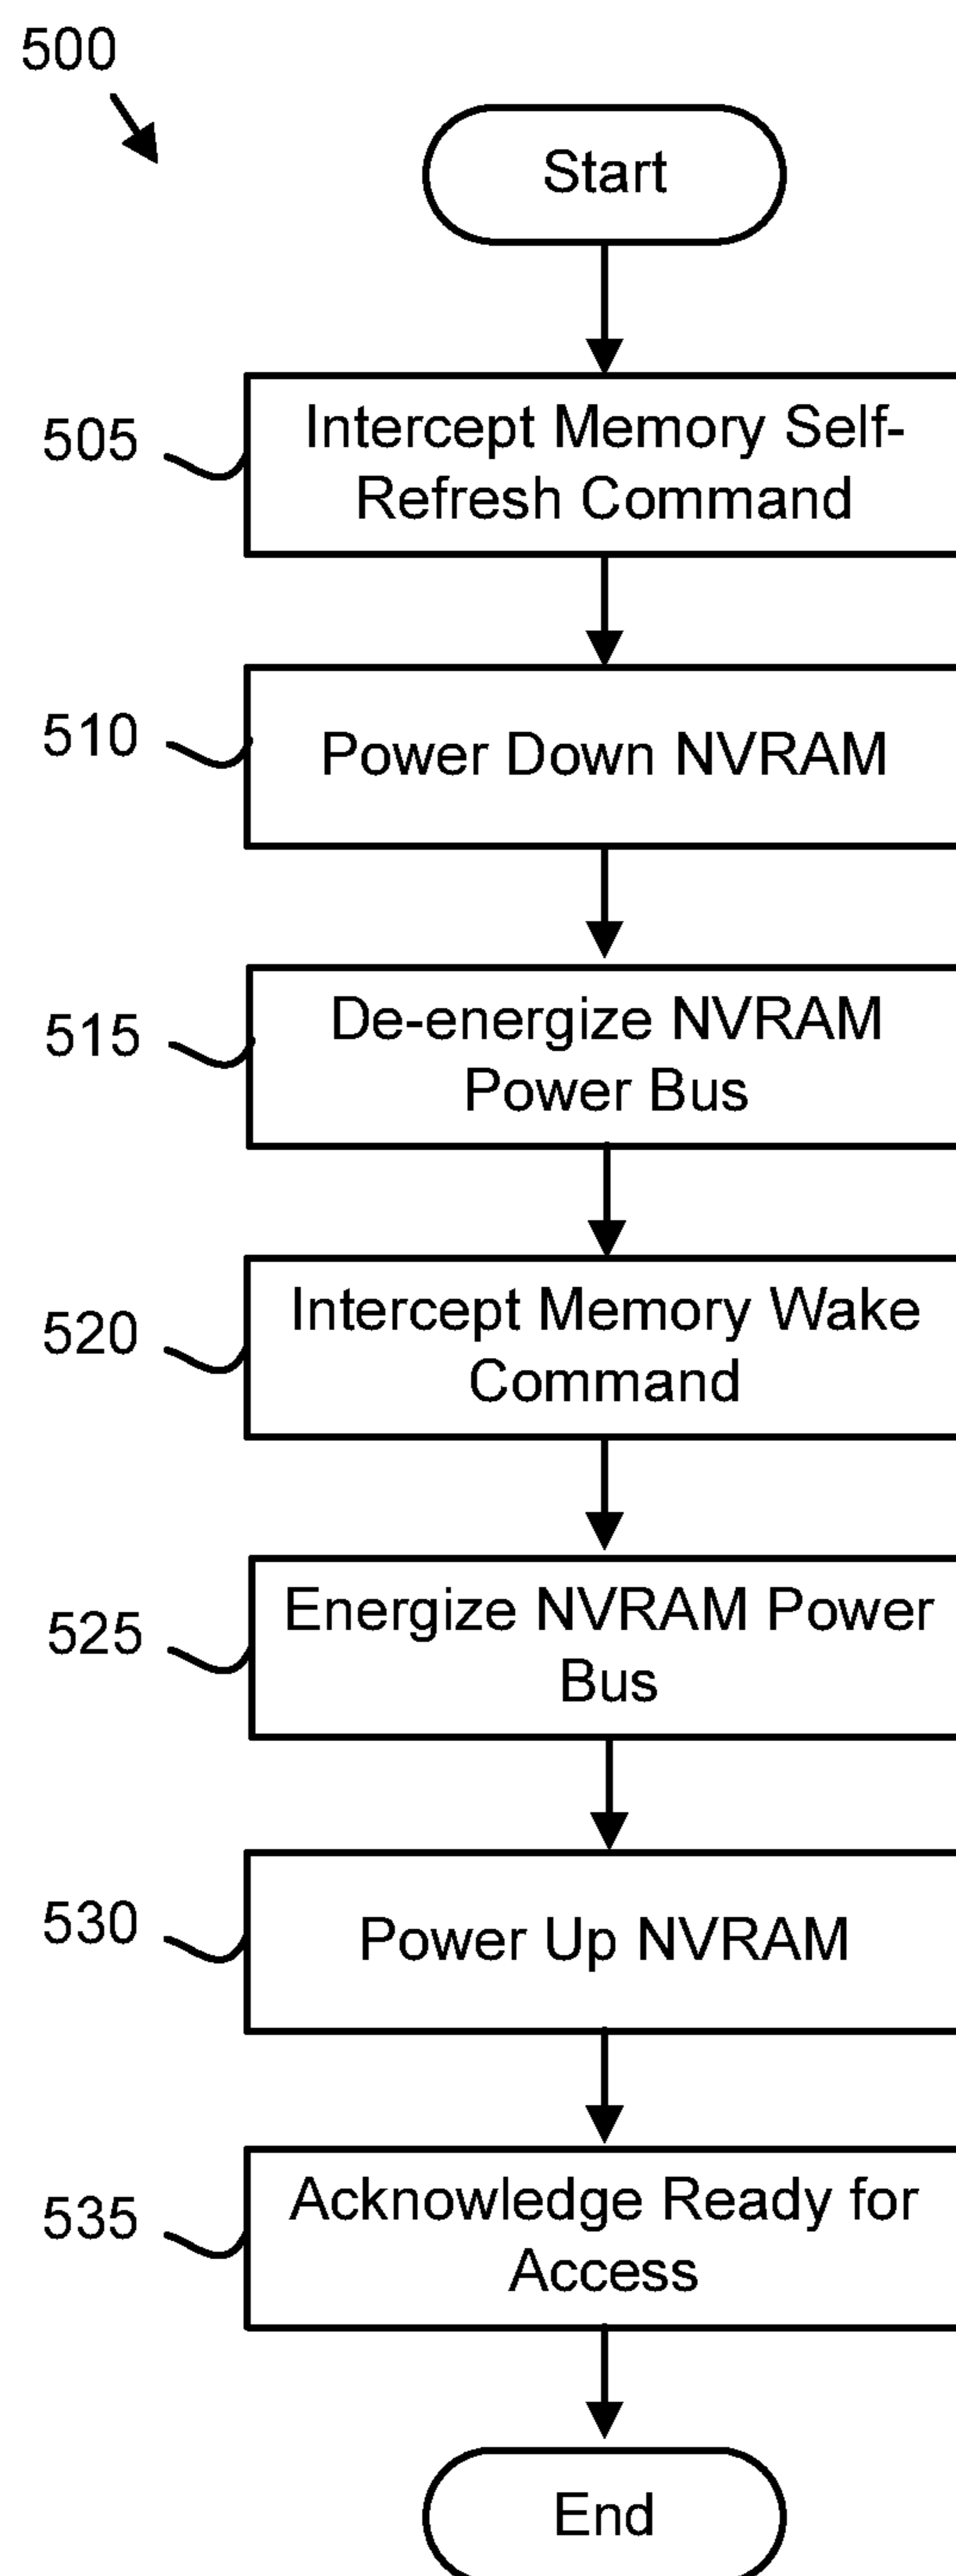 500
Start
505
Intercept Memory Self-
Refresh Command
510
Power Down NVRAM
515
De-energize NVRAM
Power Bus
520
Intercept Memory Wake
Command
525
Energize NVRAM Power
Bus
530
Power Up NVRAM
535
Acknowledge Ready for
Access
End